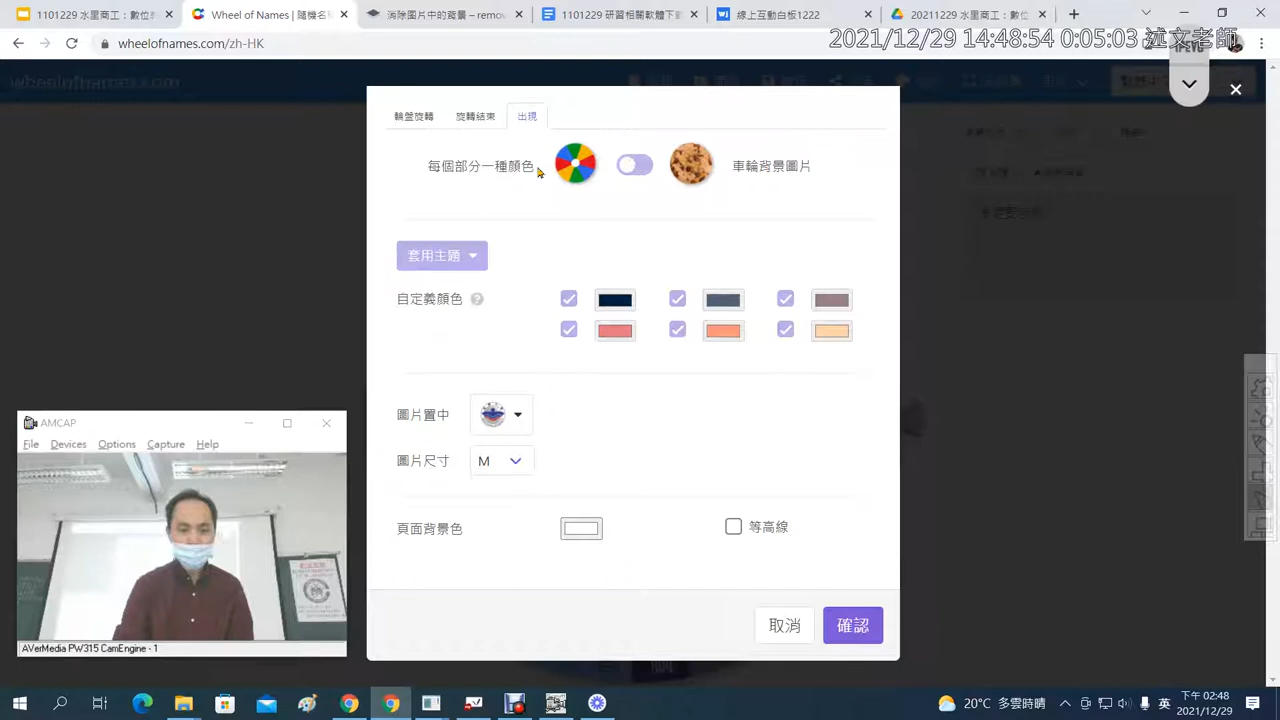 1101229 水里商工：數位
Wheel of Names | 隨機名
消除圖片中的背景 – remov
1101229 研習相關軟體下
線上互動白板1222
20211229 水里商工：數位
wheelofnames.com/zh-HK
2021/12/29 14:48:54 0:05:03 述文老師
IPEVO
輪盤旋轉
旋轉結束
出現
每個部分一種顏色
車輪背景圖片
套用主題
自定義顏色
圖片置中
圖片尺寸
M
頁面背景色
等高線
取消
確認
AMCAP
File Devices Options Capture Help
AVerMedia PW315 CamEngine - 1
20°C 多雲時晴
英
下午 02:48
2021/12/29